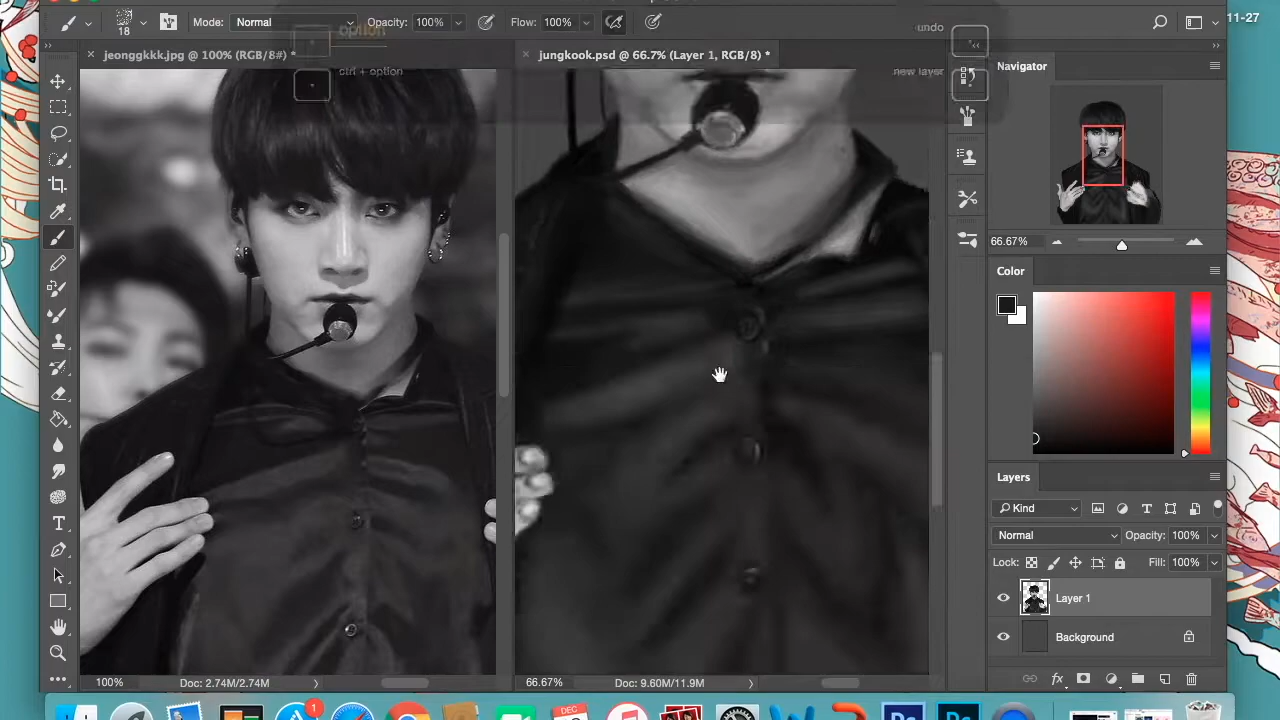 11-27
18
Mode:
Normal
Opacity:
100%
Flow:
100%
option
undo
jeonggkkk.jpg @ 100% (RGB/8#) *
jungkook.psd @ 66.7% (Layer 1, RGB/8) *
ctrl + option
new layer
Navigator
66.67%
Color
Layers
Kind
Normal
Opacity:
100%
Lock:
Fill:
100%
Layer 1
Background
100%
Doc: 2.74M/2.74M
66.67%
Doc: 9.60M/11.9M
1
DEC
Ps
Ps